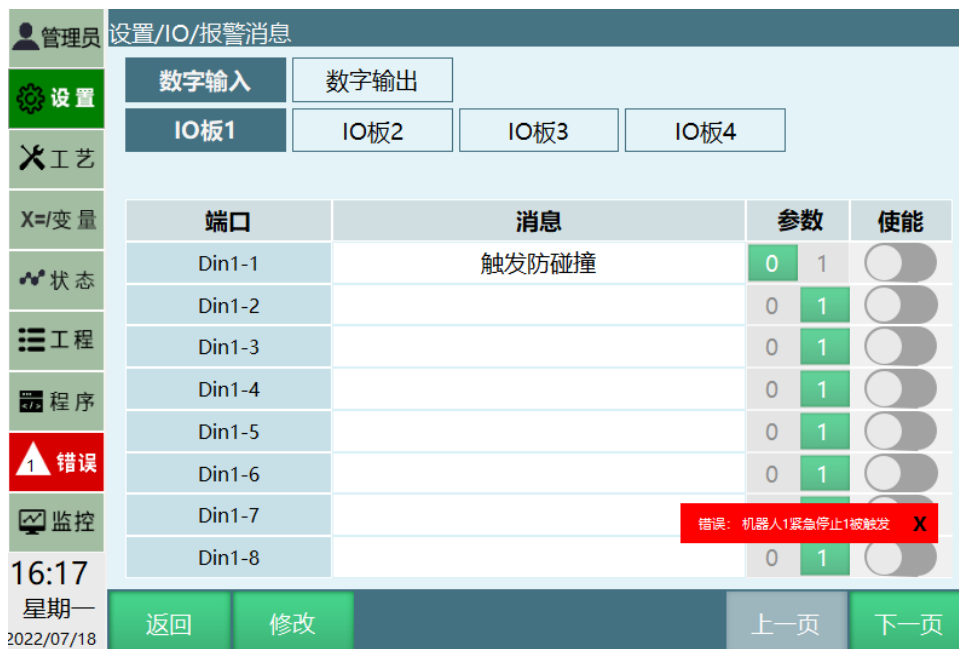 管理员
设置/IO/报警消息
设置
数字输入 数字输出
工艺
IO板1 IO板2 IO板3 IO板4
X=/变量
端口 消息 参数 使能
Din1-1 触发防碰撞 0 1
状态
Din1-2 0 1
工程
Din1-3 0 1
程序
Din1-4 0 1
Din1-5 0 1
1 错误
Din1-6 0 1
监控
Din1-7
错误: 机器人1紧急停止1被触发 X
Din1-8 0 1
16:17
星期一
2022/07/18
返回 修改 上一页 下一页